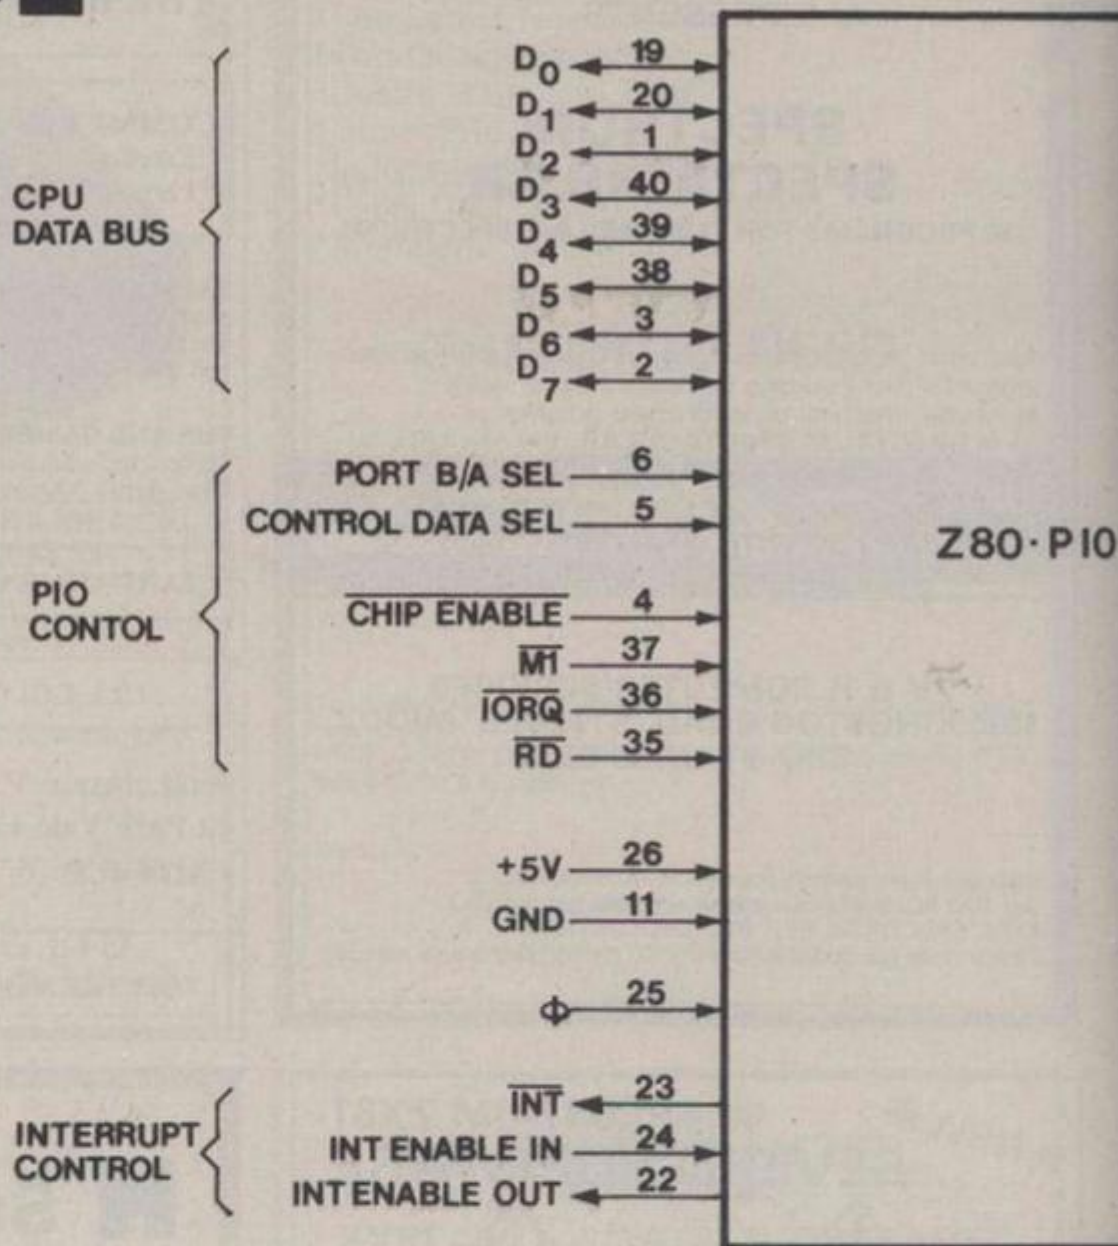 D0 19
D1 20
D2 1
D3 40
D4 39
D5 38
D6 3
D7 2
CPU
DATA BUS
PORT B/A SEL 6
CONTROL DATA SEL 5
CHIP ENABLE 4
M1 37
IORQ 36
RD 35
PIO
CONTOL
Z80·PIO
+5V 26
GND 11
Φ 25
INT 23
INT ENABLE IN 24
INT ENABLE OUT 22
INTERRUPT
CONTROL